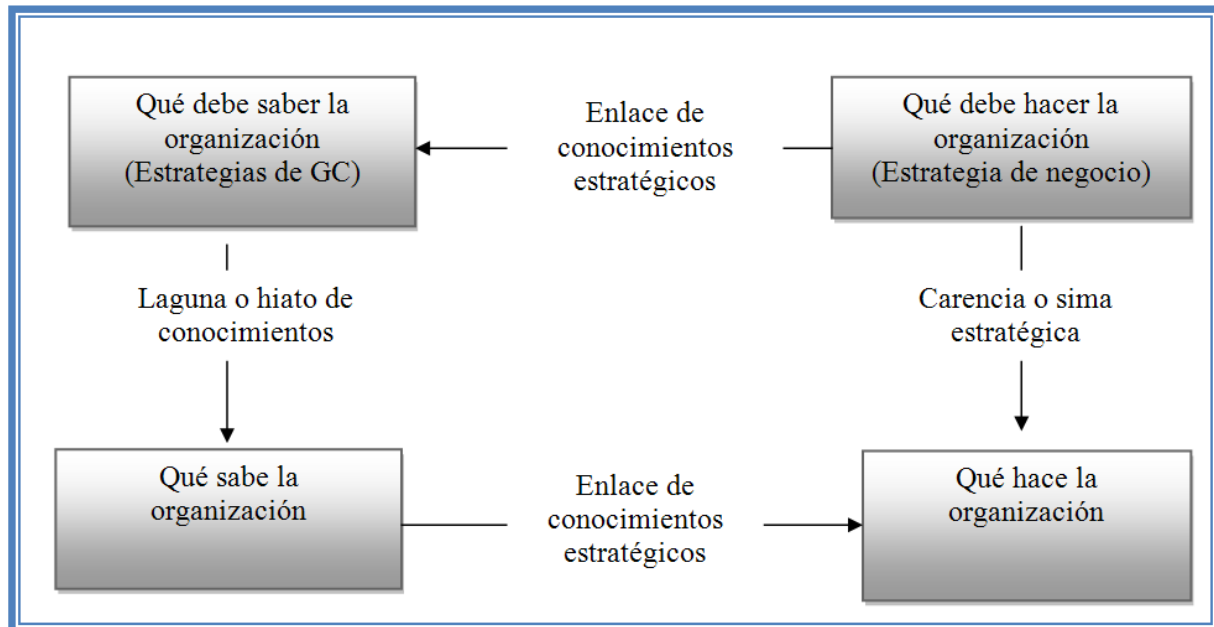 Qué debe saber la
organización
(Estrategias de GC)
Enlace de
conocimientos
estratégicos
Qué debe hacer la
organización
(Estrategia de negocio)
Laguna o hiato de
conocimientos
Carencia o sima
estratégica
Qué sabe la
organización
Enlace de
conocimientos
estratégicos
Qué hace la
organización